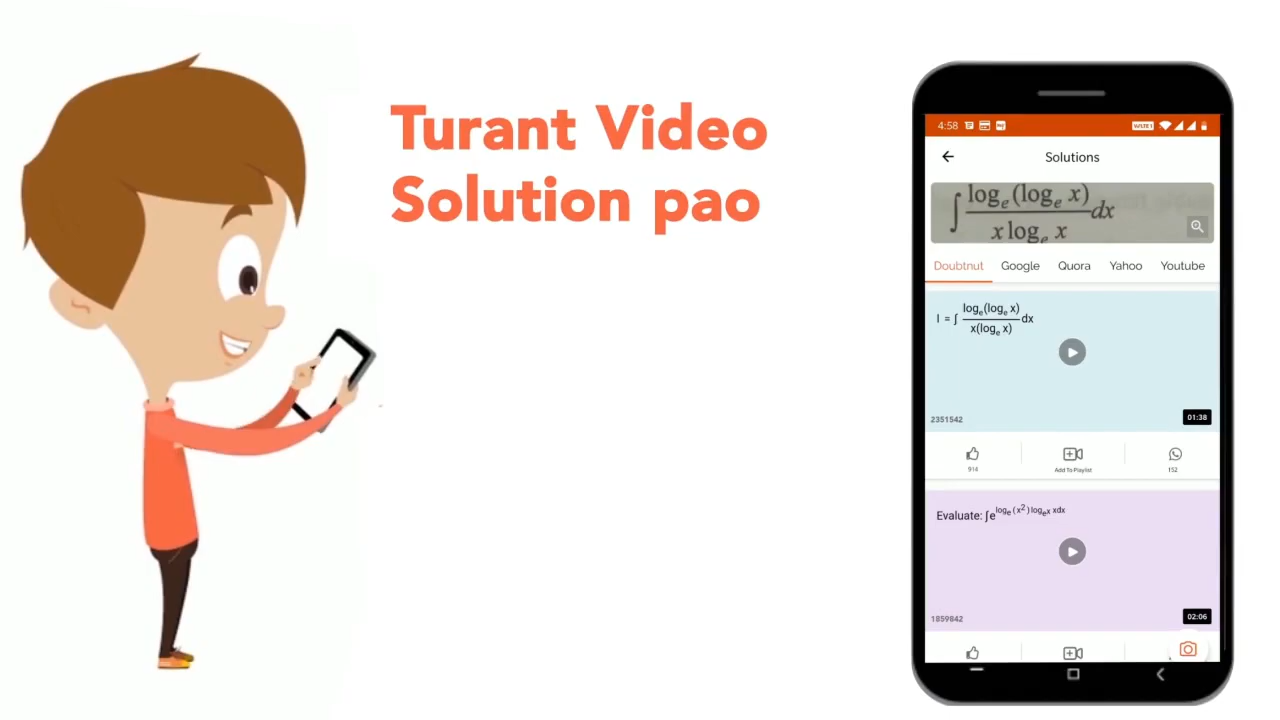 Turant Video
Solution pao
4:58
VoLTE1
Solutions
∫ logₑ(logₑ x) / x logₑ x dx
Doubtnut Google Quora Yahoo Youtube
I = ∫ logₑ(logₑ x) / x(logₑ x) dx
2351542 01:38
914 Add To Playlist 152
Evaluate: ∫e^logₑ(x²)logₑx xdx
1859842 02:06